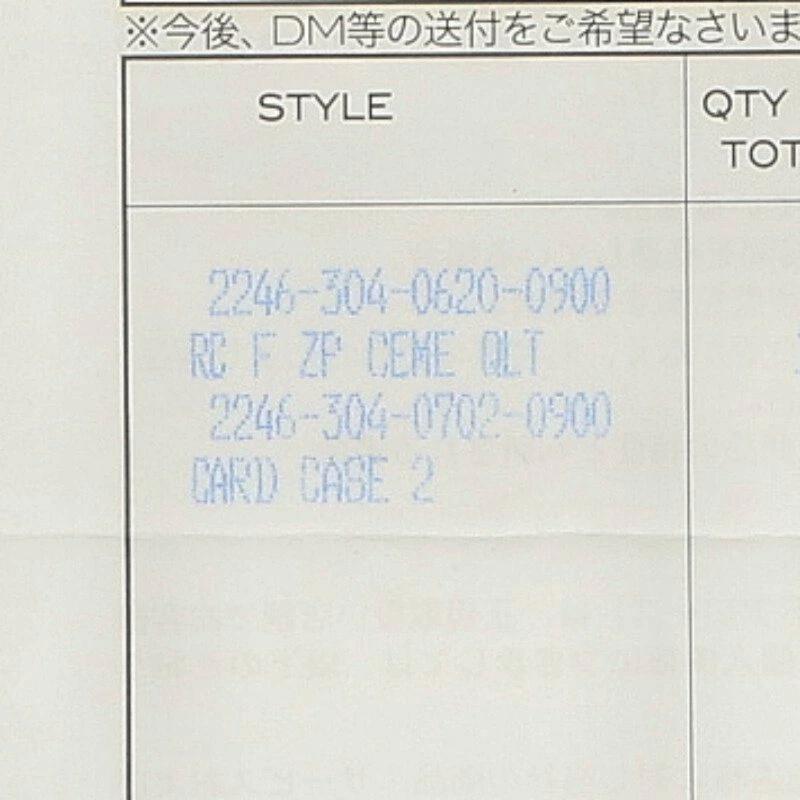 ※今後、DM等の送付をご希望なさいま
STYLE
QTY
TOT
2246-304-0620-0900
RC F ZP CEME QLT
2246-304-0702-0900
CARD CASE 2